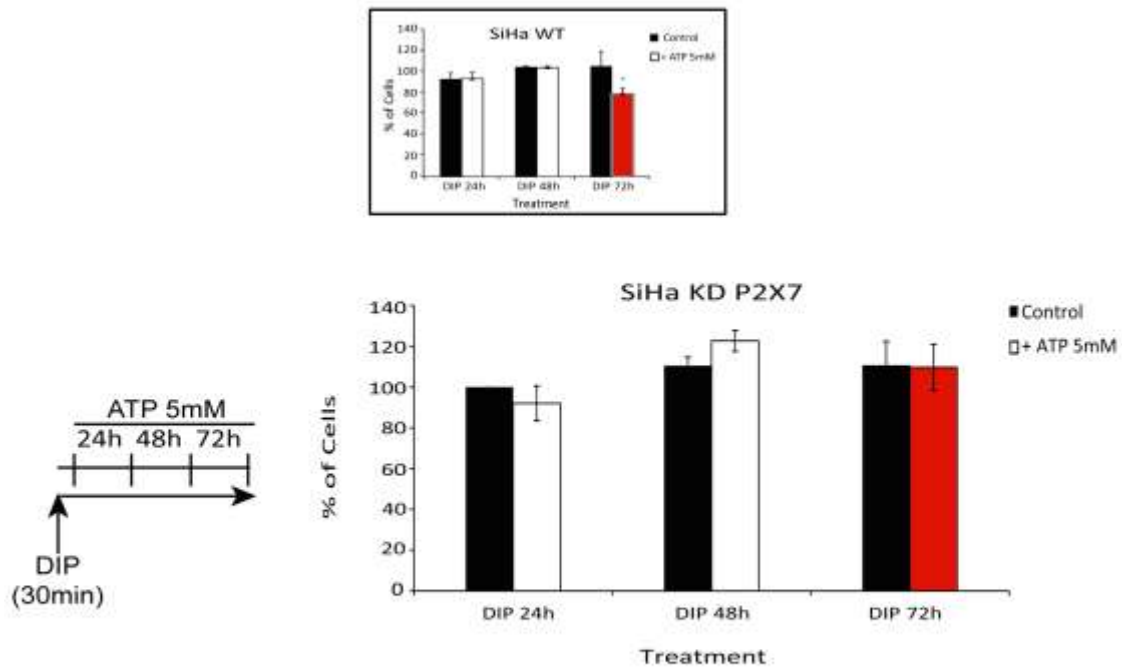 SiHa WT
Control
+ ATP 5mM
140
120
100
80
60
40
20
0
% of Cells
*
DIP 24h DIP 48h DIP 72h
Treatment
SiHa KD P2X7
Control
+ ATP 5mM
140
120
100
80
60
40
20
0
% of Cells
DIP 24h DIP 48h DIP 72h
Treatment
ATP 5mM
24h 48h 72h
DIP
(30min)